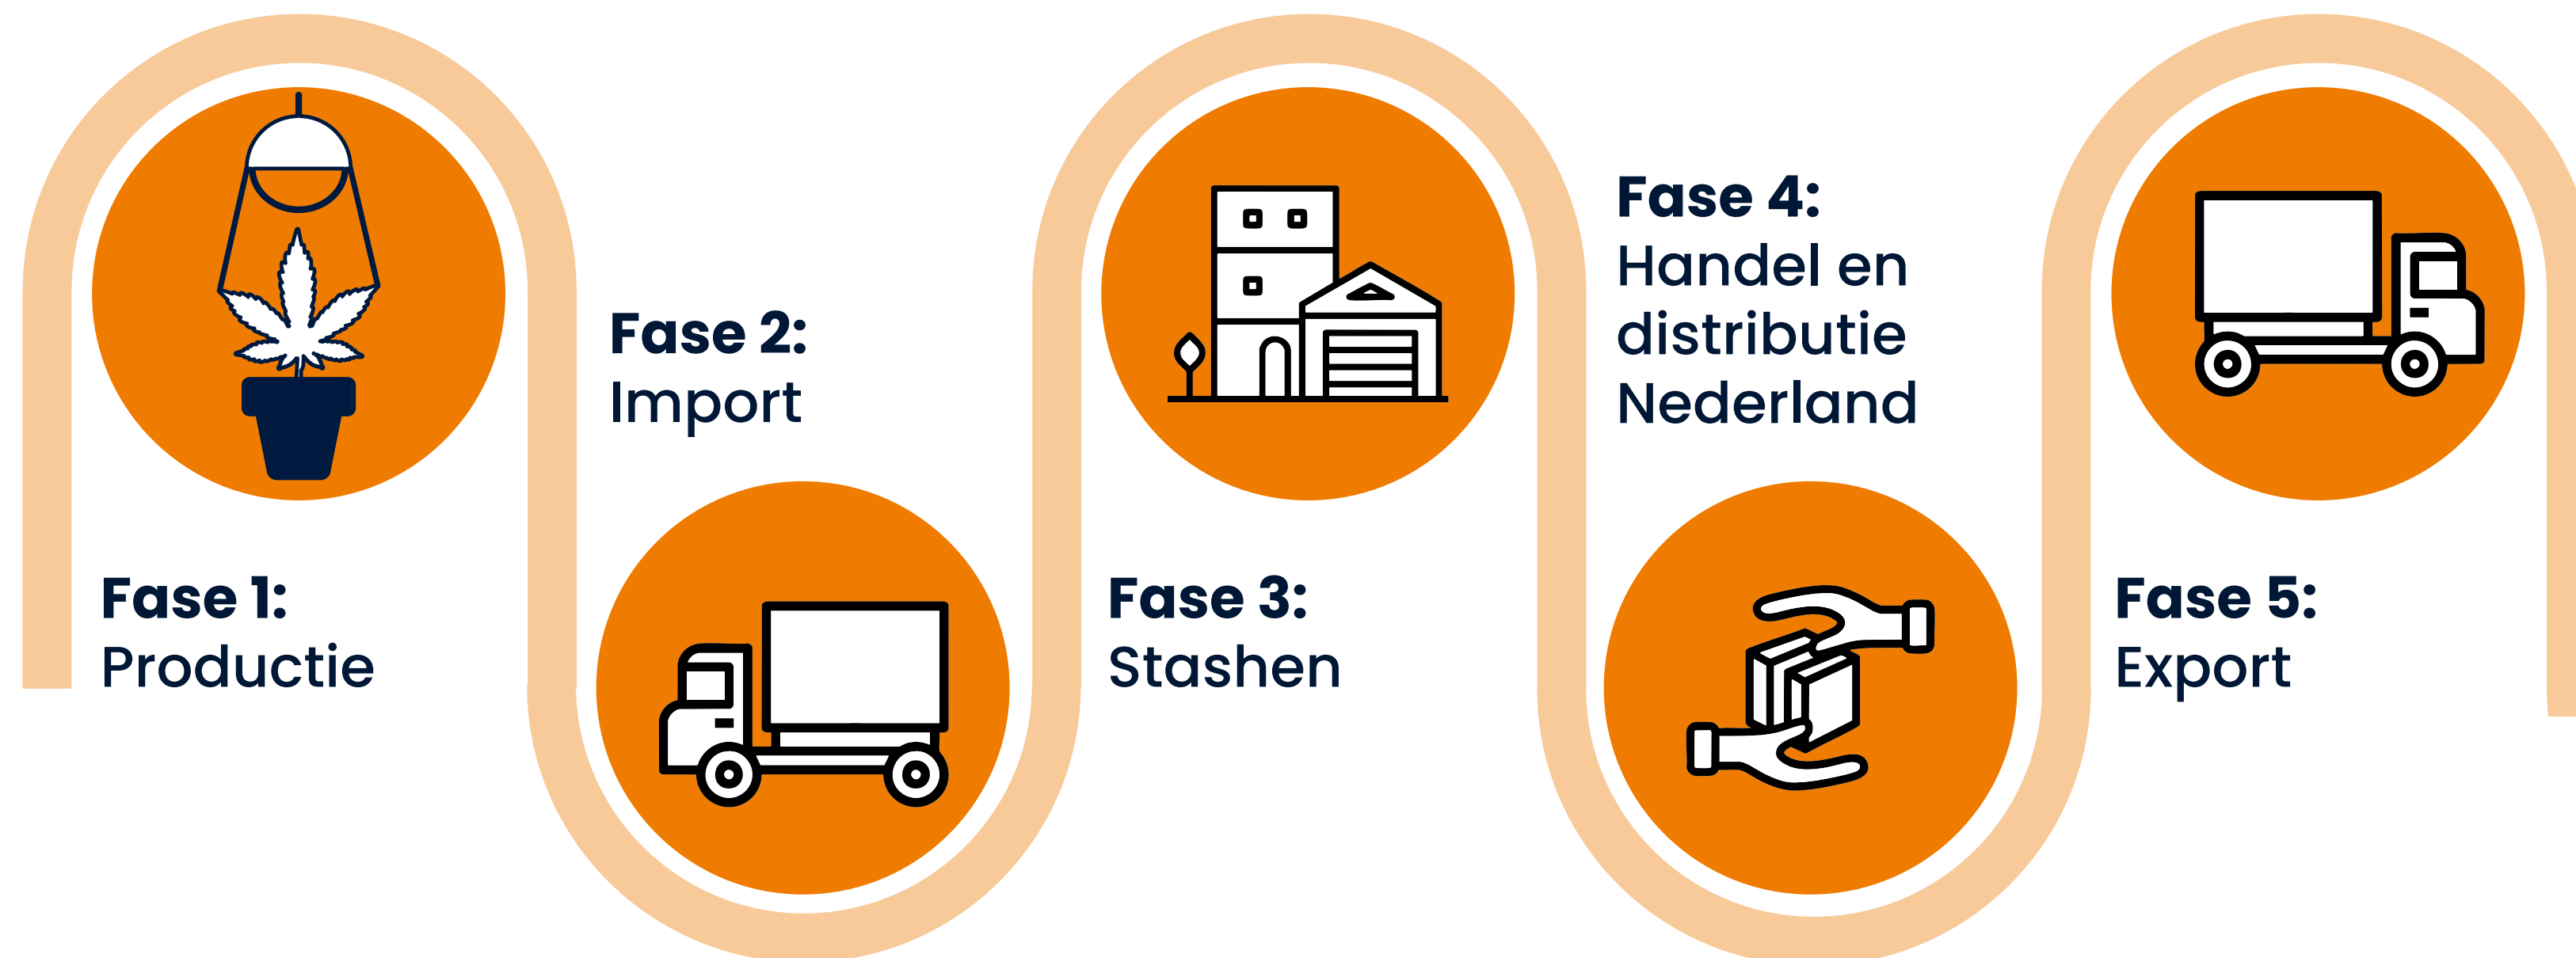 Fase 1:
Productie
Fase 2:
Import
Fase 3:
Stashen
Fase 4:
Handel en
distributie
Nederland
Fase 5:
Export